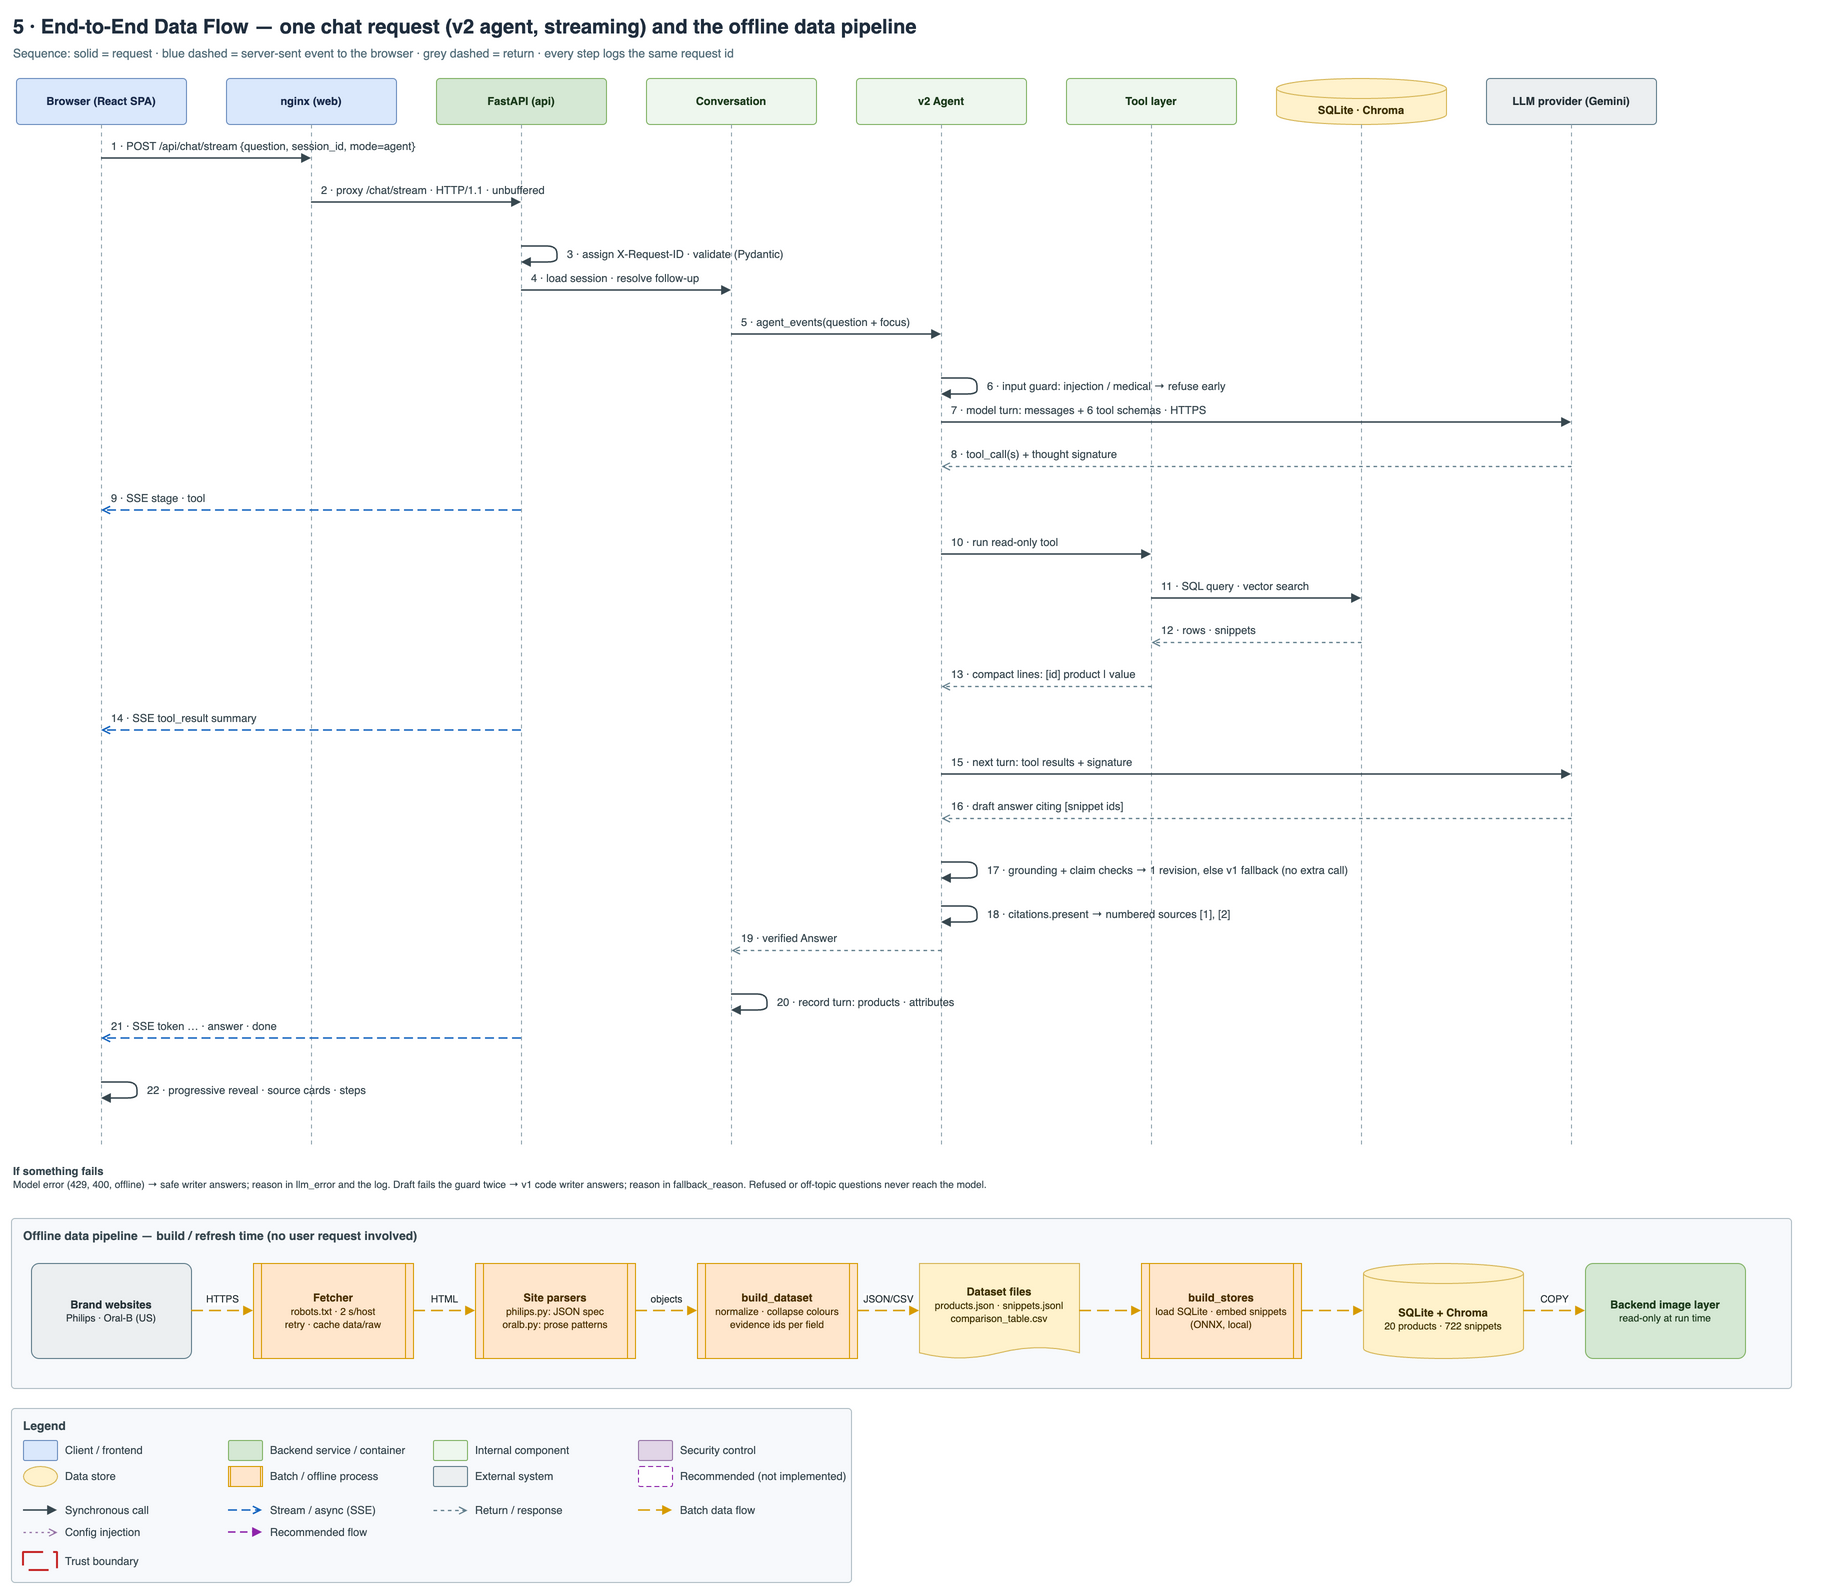 5 · End-to-End Data Flow — one chat request (v2 agent, streaming) and the offline data pipeline
Sequence: solid = request · blue dashed = server-sent event to the browser · grey dashed = return · every step logs the same request id
Browser (React SPA)
nginx (web)
FastAPI (api)
Conversation
v2 Agent
Tool layer
SQLite · Chroma
LLM provider (Gemini)
1 · POST /api/chat/stream {question, session_id, mode=agent}
2 · proxy /chat/stream · HTTP/1.1 · unbuffered
3 · assign X-Request-ID · validate (Pydantic)
4 · load session · resolve follow-up
5 · agent_events(question + focus)
6 · input guard: injection / medical → refuse early
7 · model turn: messages + 6 tool schemas · HTTPS
8 · tool_call(s) + thought signature
9 · SSE stage · tool
10 · run read-only tool
11 · SQL query · vector search
12 · rows · snippets
13 · compact lines: [id] product | value
14 · SSE tool_result summary
15 · next turn: tool results + signature
16 · draft answer citing [snippet ids]
17 · grounding + claim checks → 1 revision, else v1 fallback (no extra call)
18 · citations.present → numbered sources [1], [2]
19 · verified Answer
20 · record turn: products · attributes
21 · SSE token … · answer · done
22 · progressive reveal · source cards · steps
If something fails
Model error (429, 400, offline) → safe writer answers; reason in llm_error and the log. Draft fails the guard twice → v1 code writer answers; reason in fallback_reason. Refused or off-topic questions never reach the model.
Offline data pipeline — build / refresh time (no user request involved)
Brand websites
Philips · Oral-B (US)
HTTPS
Fetcher
robots.txt · 2 s/host
retry · cache data/raw
HTML
Site parsers
philips.py: JSON spec
oralb.py: prose patterns
objects
build_dataset
normalize · collapse colours
evidence ids per field
JSON/CSV
Dataset files
products.json · snippets.jsonl
comparison_table.csv
build_stores
load SQLite · embed snippets
(ONNX, local)
SQLite + Chroma
20 products · 722 snippets
COPY
Backend image layer
read-only at run time
Legend
Client / frontend
Backend service / container
Internal component
Security control
Data store
Batch / offline process
External system
Recommended (not implemented)
Synchronous call
Stream / async (SSE)
Return / response
Batch data flow
Config injection
Recommended flow
Trust boundary